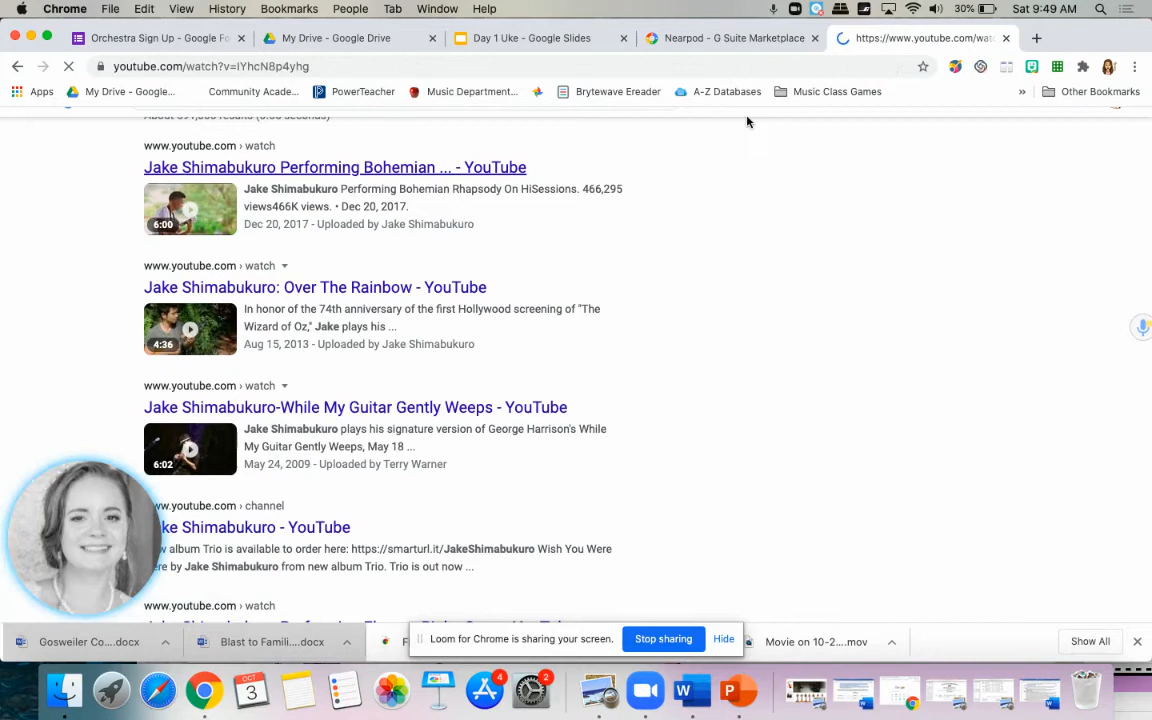 Chrome File Edit View History Bookmarks People Tab Window Help 30% Sat 9:49 AM
Orchestra Sign Up - Google Fo My Drive - Google Drive Day 1 Uke - Google Slides Nearpod - G Suite Marketplace https://www.youtube.com/wat
youtube.com/watch?v=IYhcN8p4yhg
Apps My Drive - Google... Community Acade... PowerTeacher Music Department... Brytewave Ereader A-Z Databases Music Class Games » Other Bookmarks
www.youtube.com › watch
Jake Shimabukuro Performing Bohemian ... - YouTube
Jake Shimabukuro Performing Bohemian Rhapsody On HiSessions. 466,295
views466K views. • Dec 20, 2017.
6:00
Dec 20, 2017 - Uploaded by Jake Shimabukuro
www.youtube.com › watch
Jake Shimabukuro: Over The Rainbow - YouTube
In honor of the 74th anniversary of the first Hollywood screening of "The
Wizard of Oz," Jake plays his ...
4:36
Aug 15, 2013 - Uploaded by Jake Shimabukuro
www.youtube.com › watch
Jake Shimabukuro-While My Guitar Gently Weeps - YouTube
Jake Shimabukuro plays his signature version of George Harrison's While
My Guitar Gently Weeps, May 18 ...
6:02
May 24, 2009 - Uploaded by Terry Warner
ww.youtube.com › channel
ke Shimabukuro - YouTube
w album Trio is available to order here: https://smarturl.it/JakeShimabukuro Wish You Were
ere by Jake Shimabukuro from new album Trio. Trio is out now ...
www.youtube.com › watch
Gosweiler Co....docx Blast to Famili....docx Loom for Chrome is sharing your screen. Stop sharing Hide Movie on 10-2....mov Show All
OCT
3
4
2